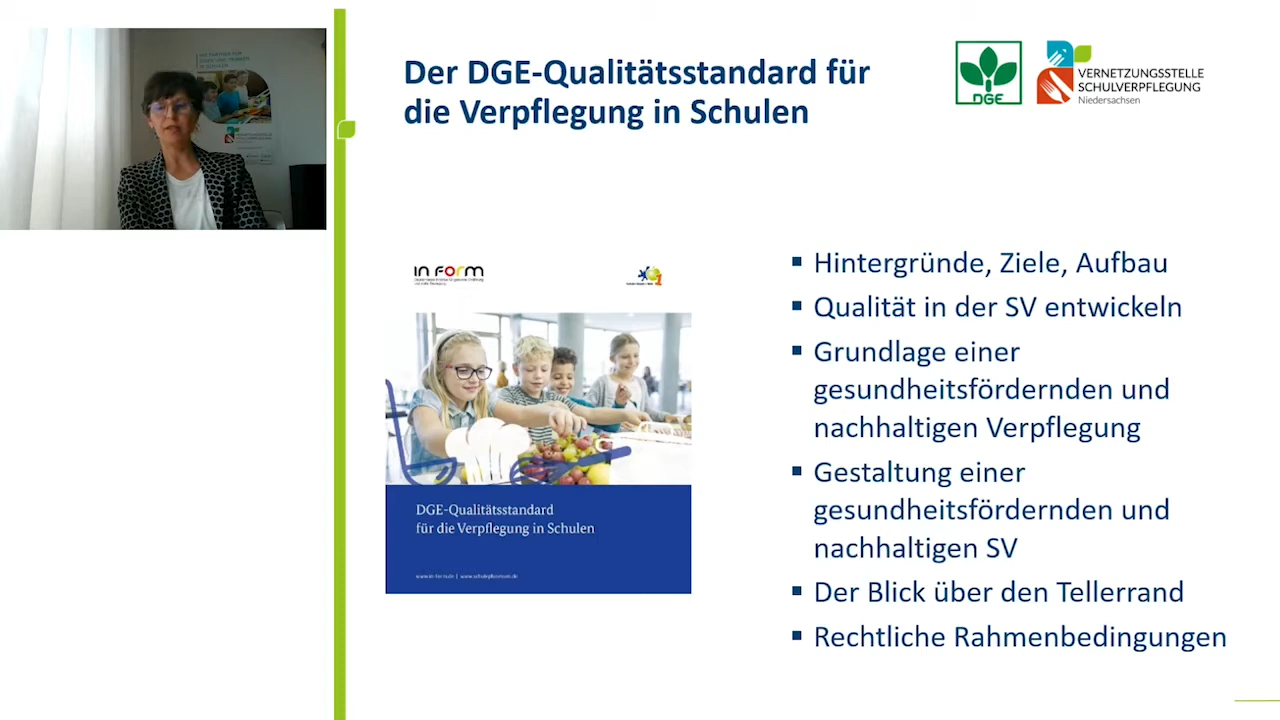 Der DGE-Qualitätsstandard für
die Verpflegung in Schulen
DGE
VERNETZUNGSSTELLE
SCHULVERPFLEGUNG
Niedersachsen
IN FORM
DGE-Qualitätsstandard
für die Verpflegung in Schulen
▪ Hintergründe, Ziele, Aufbau
▪ Qualität in der SV entwickeln
▪ Grundlage einer
gesundheitsfördernden und
nachhaltigen Verpflegung
▪ Gestaltung einer
gesundheitsfördernden und
nachhaltigen SV
▪ Der Blick über den Tellerrand
▪ Rechtliche Rahmenbedingungen